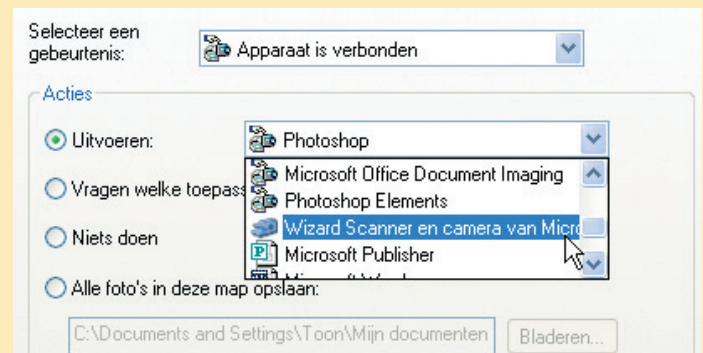 Selecteer een
gebeurtenis:
Apparaat is verbonden
Acties
Uitvoeren:
Photoshop
Microsoft Office Document Imaging
Vragen welke toepass
Photoshop Elements
Wizard Scanner en camera van Micro
Niets doen
Microsoft Publisher
Alle foto's in deze map opslaan:
C:\Documents and Settings\Toon\Mijn documenten
Bladeren...